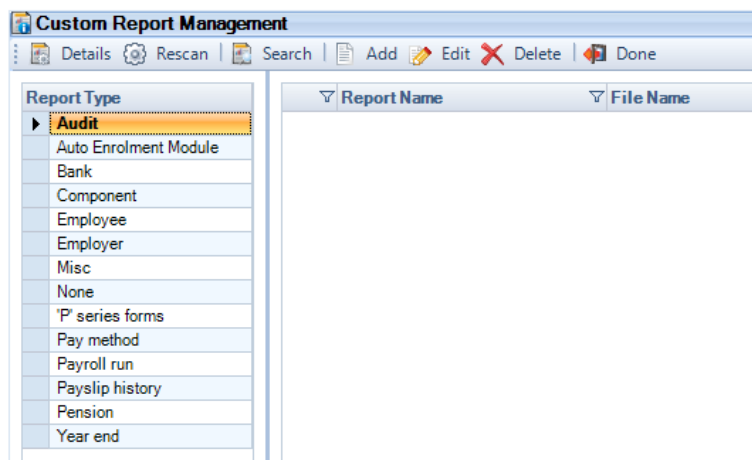 Custom Report Management
Details Rescan Search Add Edit Delete Done
Report Type
Audit
Auto Enrolment Module
Bank
Component
Employee
Employer
Misc
None
'P' series forms
Pay method
Payroll run
Payslip history
Pension
Year end
Report Name File Name